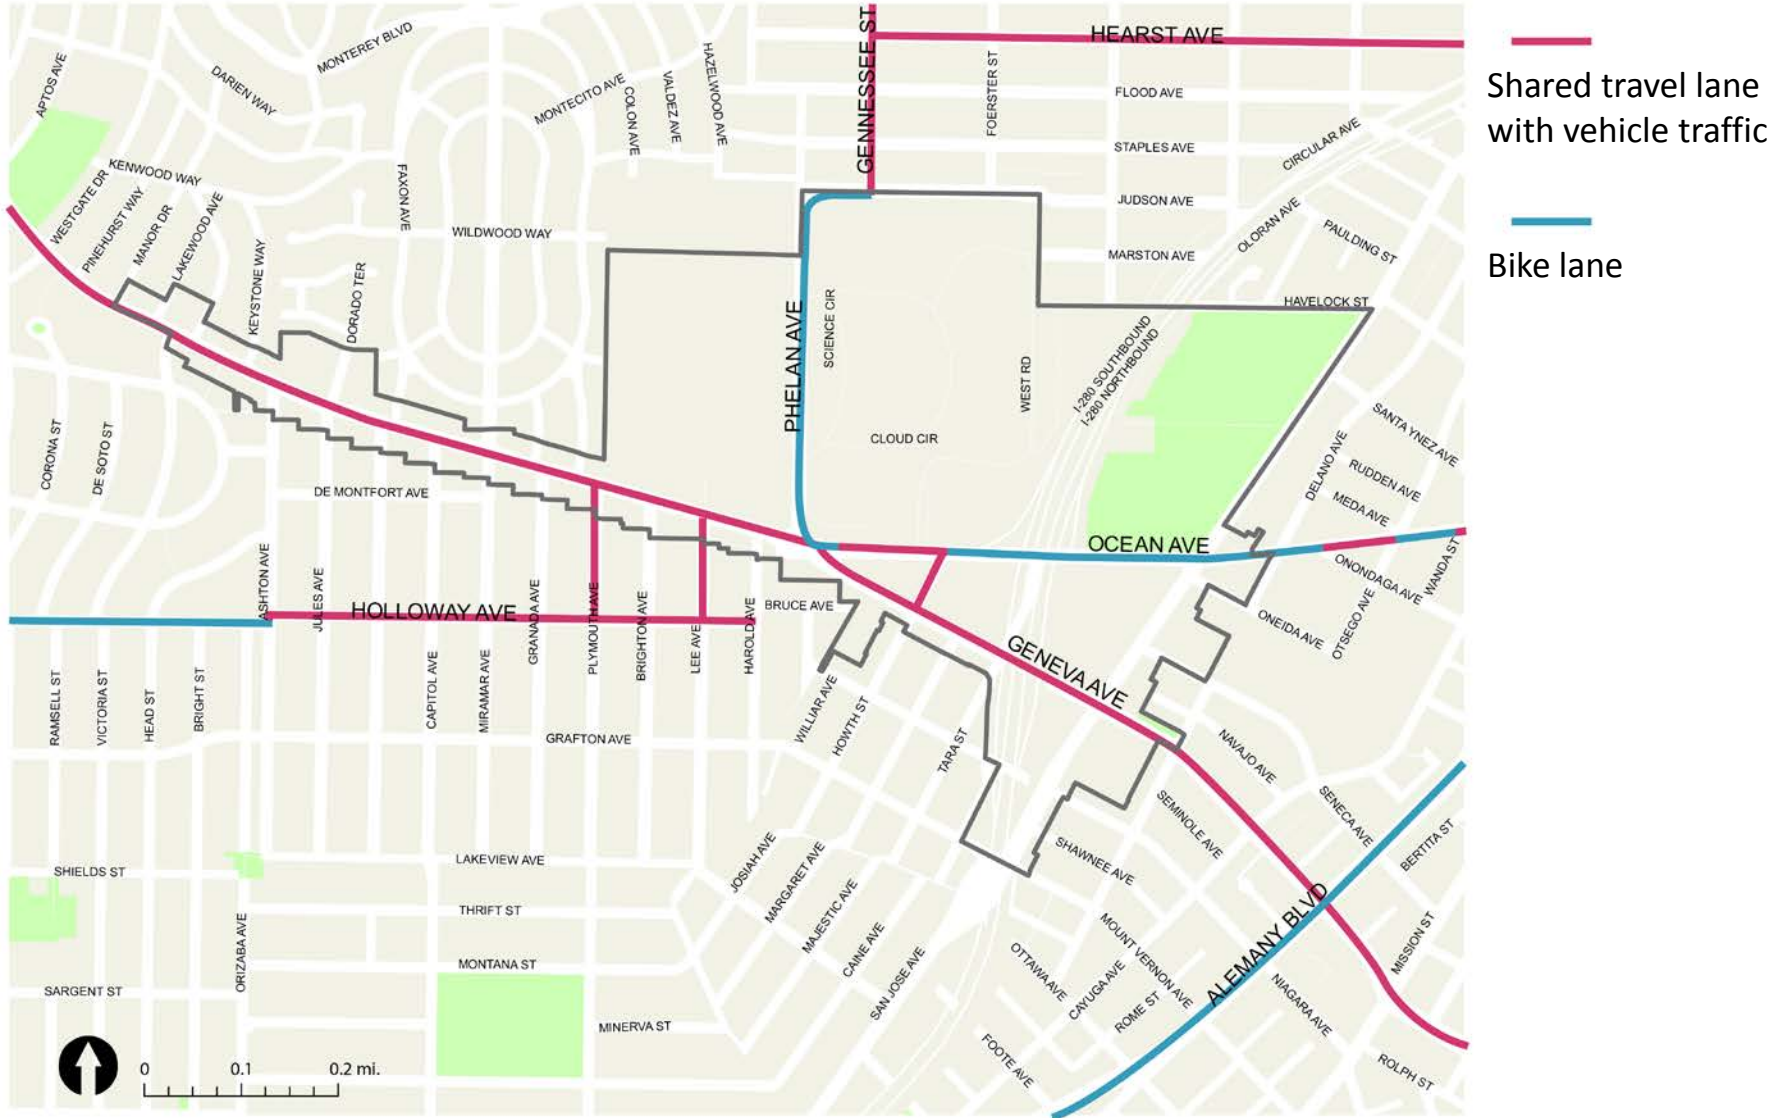 MONTEREY BLVD
GENNESSEE ST
HEARST AVE
APTOS AVE
DARIEN WAY
MONTECITO AVE
COLON AVE
VALDEZ AVE
HAZELWOOD AVE
FOERSTER ST
FLOOD AVE
STAPLES AVE
CIRCULAR AVE
Shared travel lane
with vehicle traffic
Bike lane
KENWOOD WAY
WESTGATE DR
PINEHURST WAY
MANOR DR
LAKEWOOD AVE
FAXON AVE
WILDWOOD WAY
JUDSON AVE
OLORAN AVE
PAULDING ST
MARSTON AVE
KEYSTONE WAY
DORADO TER
HAVELOCK ST
PHELAN AVE
SCIENCE CIR
WEST RD
I-280 SOUTHBOUND
I-280 NORTHBOUND
CLOUD CIR
CORONA ST
DE SOTO ST
DE MONTFORT AVE
SANTA YNEZ AVE
DELANO AVE
RUDDEN AVE
MEDA AVE
OCEAN AVE
ONONDAGA AVE
WANDA ST
ASHTON AVE
JULES AVE
HOLLOWAY AVE
GRANADA AVE
PLYMOUTH AVE
BRIGHTON AVE
LEE AVE
HAROLD AVE
BRUCE AVE
ONEIDA AVE
OTSEGO AVE
GENEVA AVE
RAMSELL ST
VICTORIA ST
HEAD ST
BRIGHT ST
CAPITOL AVE
MIRAMAR AVE
GRAFTON AVE
WILLIAR AVE
HOWTH ST
TARA ST
NAVAJO AVE
SEMINOLE AVE
SENECA AVE
BERTITA ST
SHIELDS ST
LAKEVIEW AVE
JOSIAH AVE
MARGARET AVE
MAJESTIC AVE
CAINE AVE
SAN JOSE AVE
SHAWNEE AVE
THRIFT ST
ORIZABA AVE
MONTANA ST
SARGENT ST
MINERVA ST
MOUNT VERNON AVE
OTTAWA AVE
CAYUGA AVE
ROME ST
FOOTE AVE
ALEMANY BLVD
NIAGARA AVE
MISSION ST
ROLPH ST
0 0.1 0.2 mi.